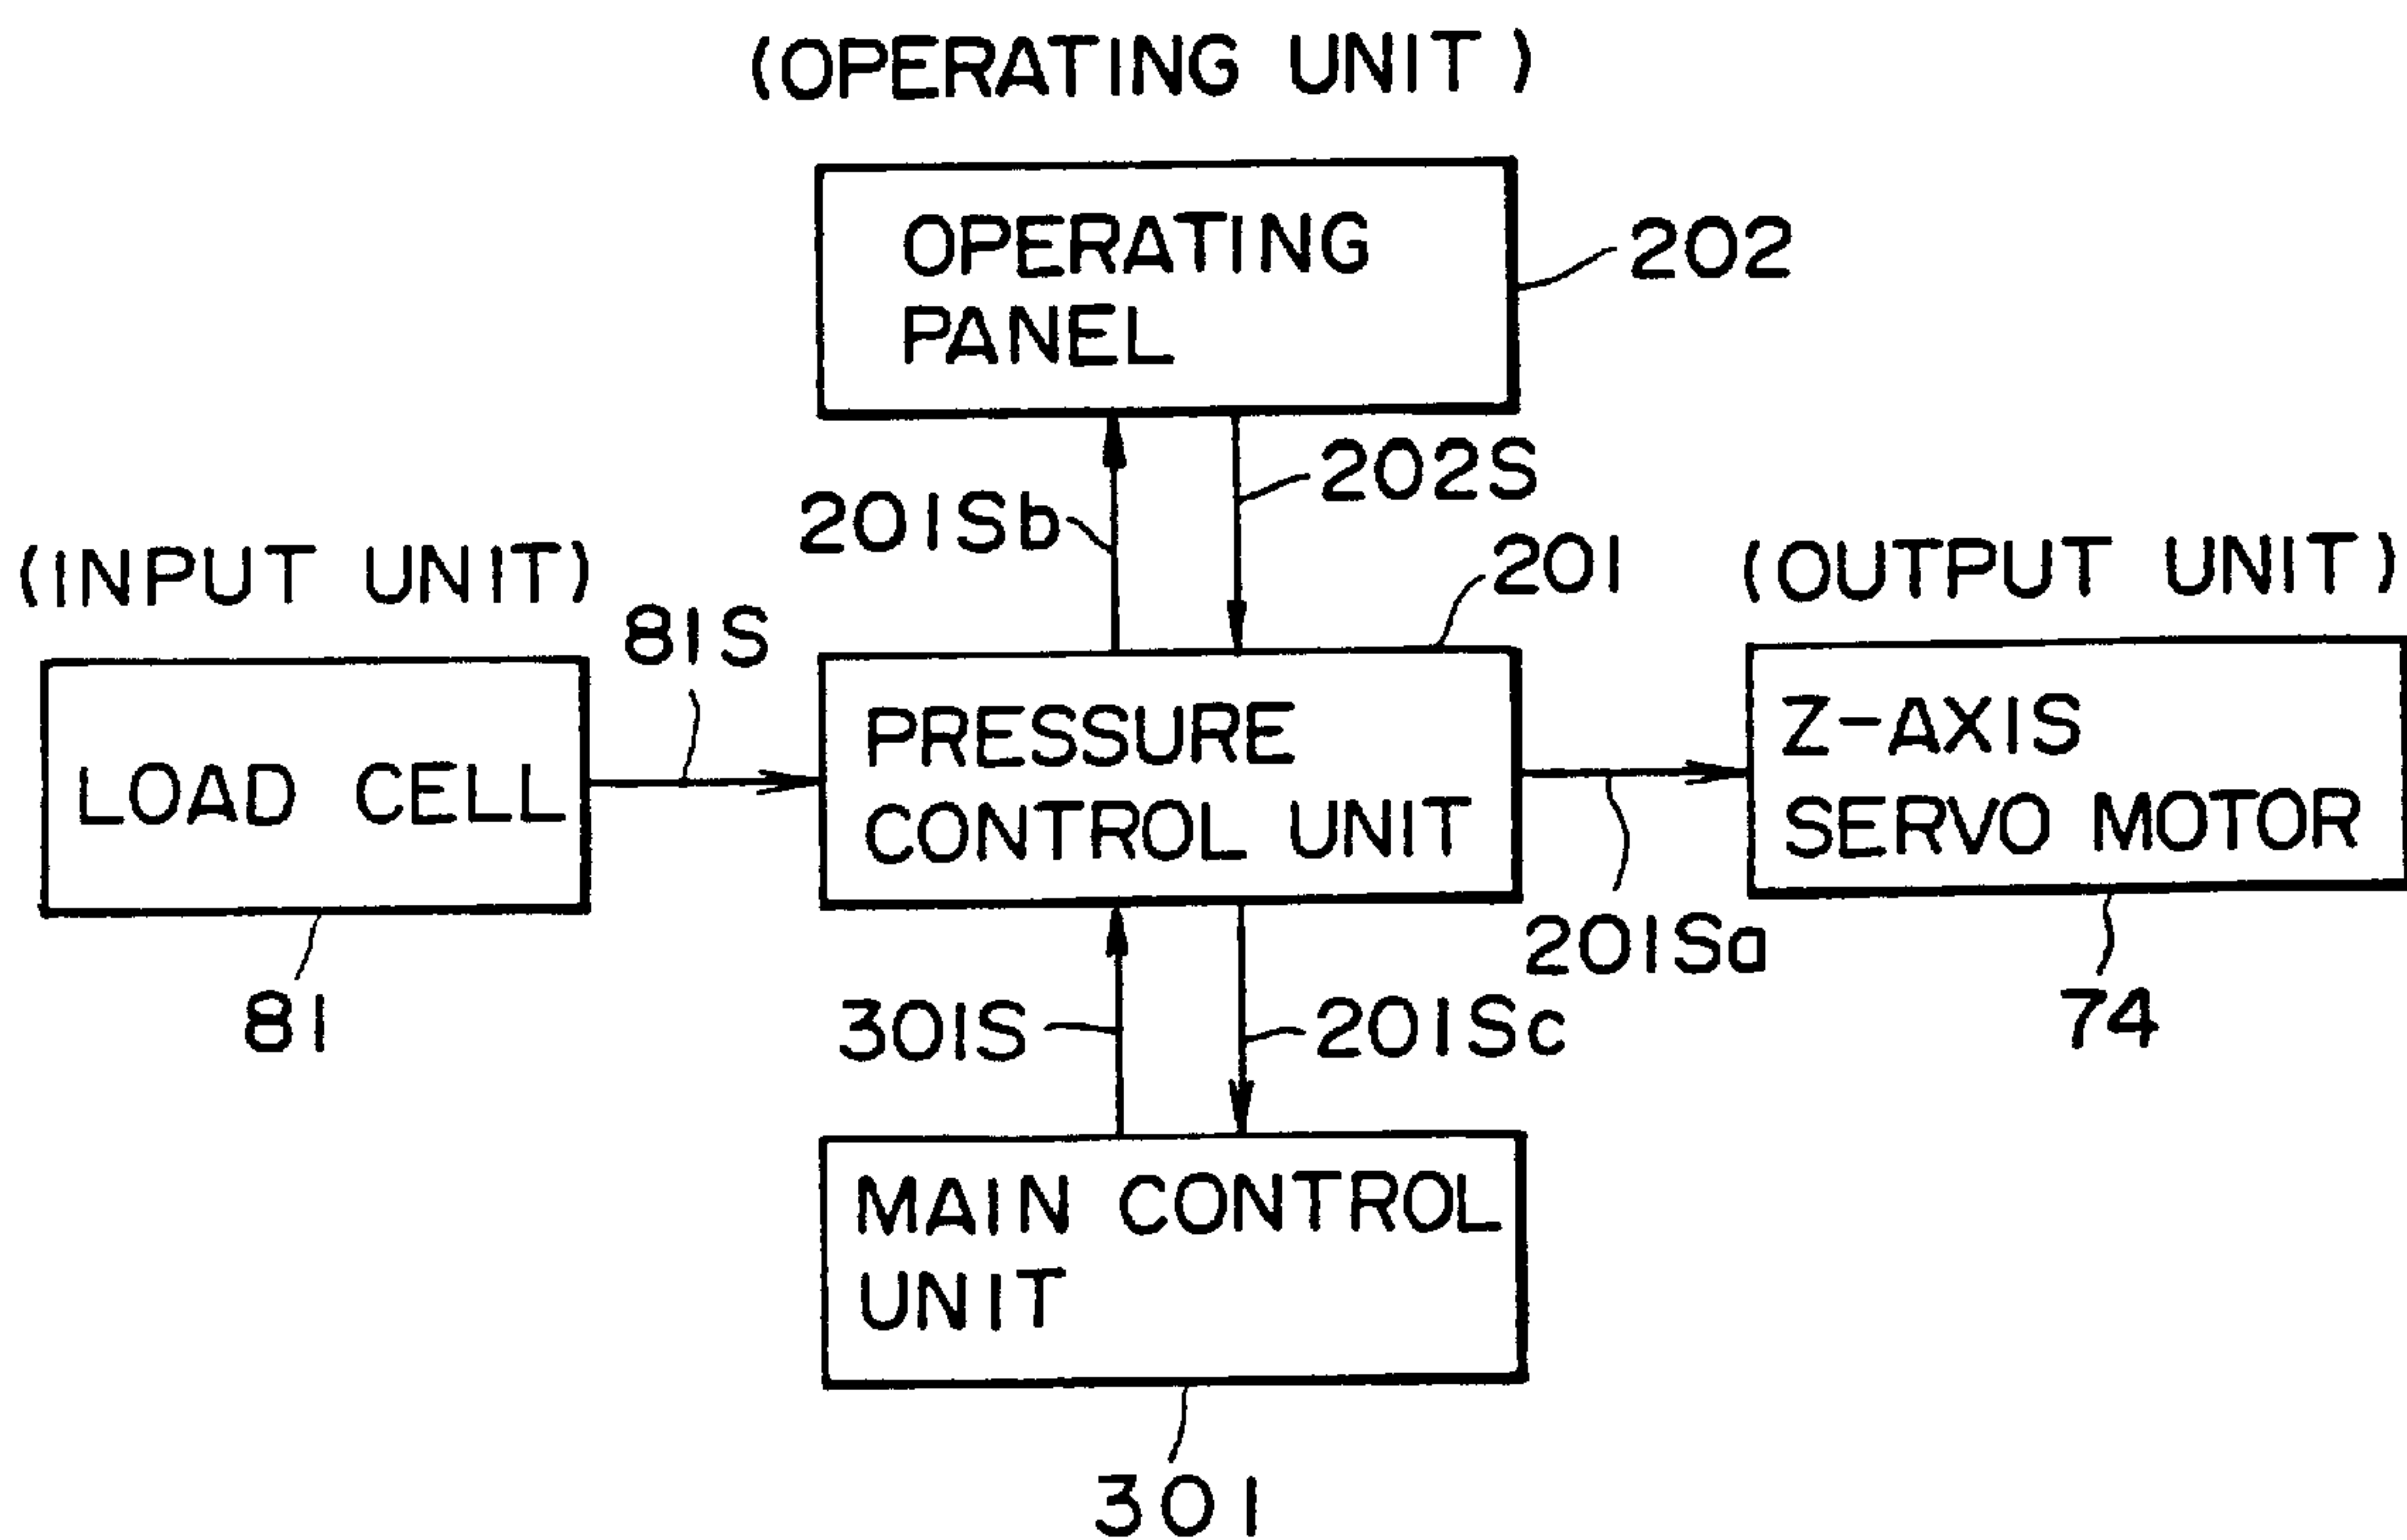 (OPERATING UNIT)
OPERATING
PANEL
202
201Sb
202S
(INPUT UNIT)
81S
201
(OUTPUT UNIT)
LOAD CELL
PRESSURE
CONTROL UNIT
Z-AXIS
SERVO MOTOR
81
301S
201Sc
201Sa
74
MAIN CONTROL
UNIT
301